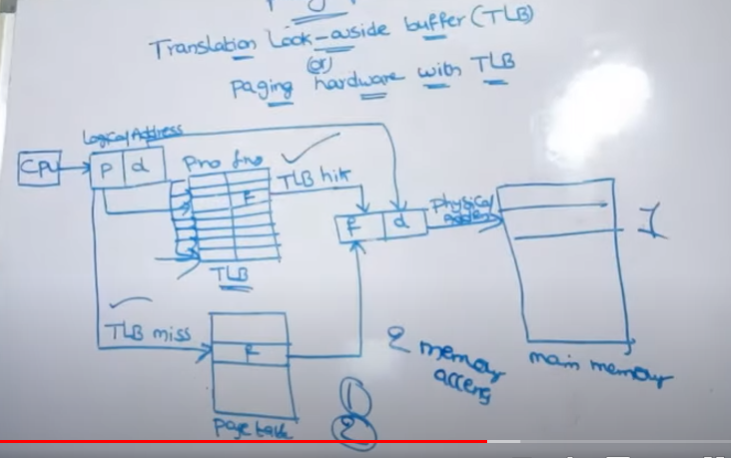 Translation Look-aside buffer (TLB)
(or)
paging hardware with TLB
Logical Address
CPU
p d
pno fno
TLB hit
F
f d
physical
TLB
TLB miss
F
page table
2 memory
access
1
2
main memory